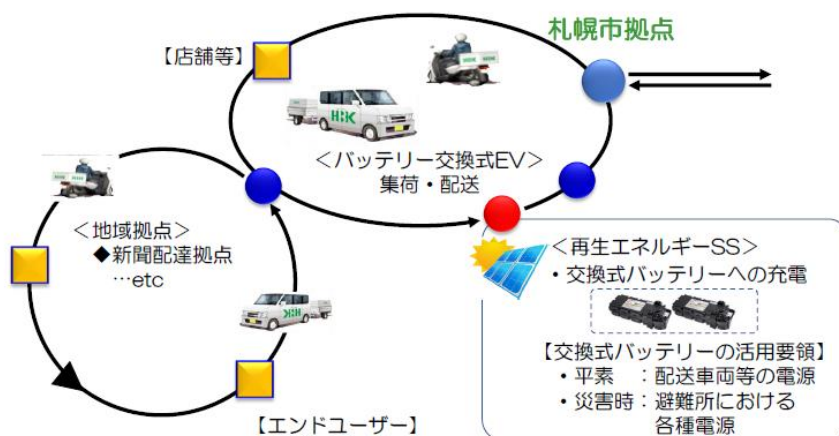 札幌市拠点
【店舗等】
HBK
＜バッテリー交換式EV＞
集荷・配送
＜地域拠点＞
◆新聞配達拠点
…etc
＜再生エネルギーSS＞
・交換式バッテリーへの充電
【交換式バッテリーの活用要領】
・平素　：配送車両等の電源
・災害時：避難所における
各種電源
【エンドユーザー】